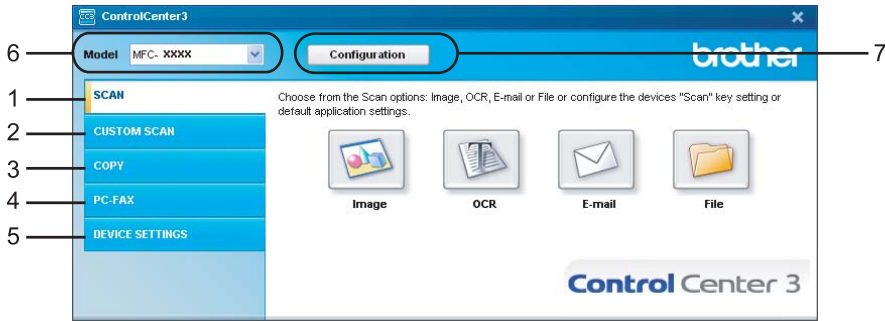 CC3 ControlCenter3
6 Model MFC- XXXX Configuration brother 7
1 SCAN
Choose from the Scan options: Image, OCR, E-mail or File or configure the devices "Scan" key setting or
default application settings.
2 CUSTOM SCAN
3 COPY
4 PC-FAX
5 DEVICE SETTINGS
Image OCR E-mail File
Control Center 3